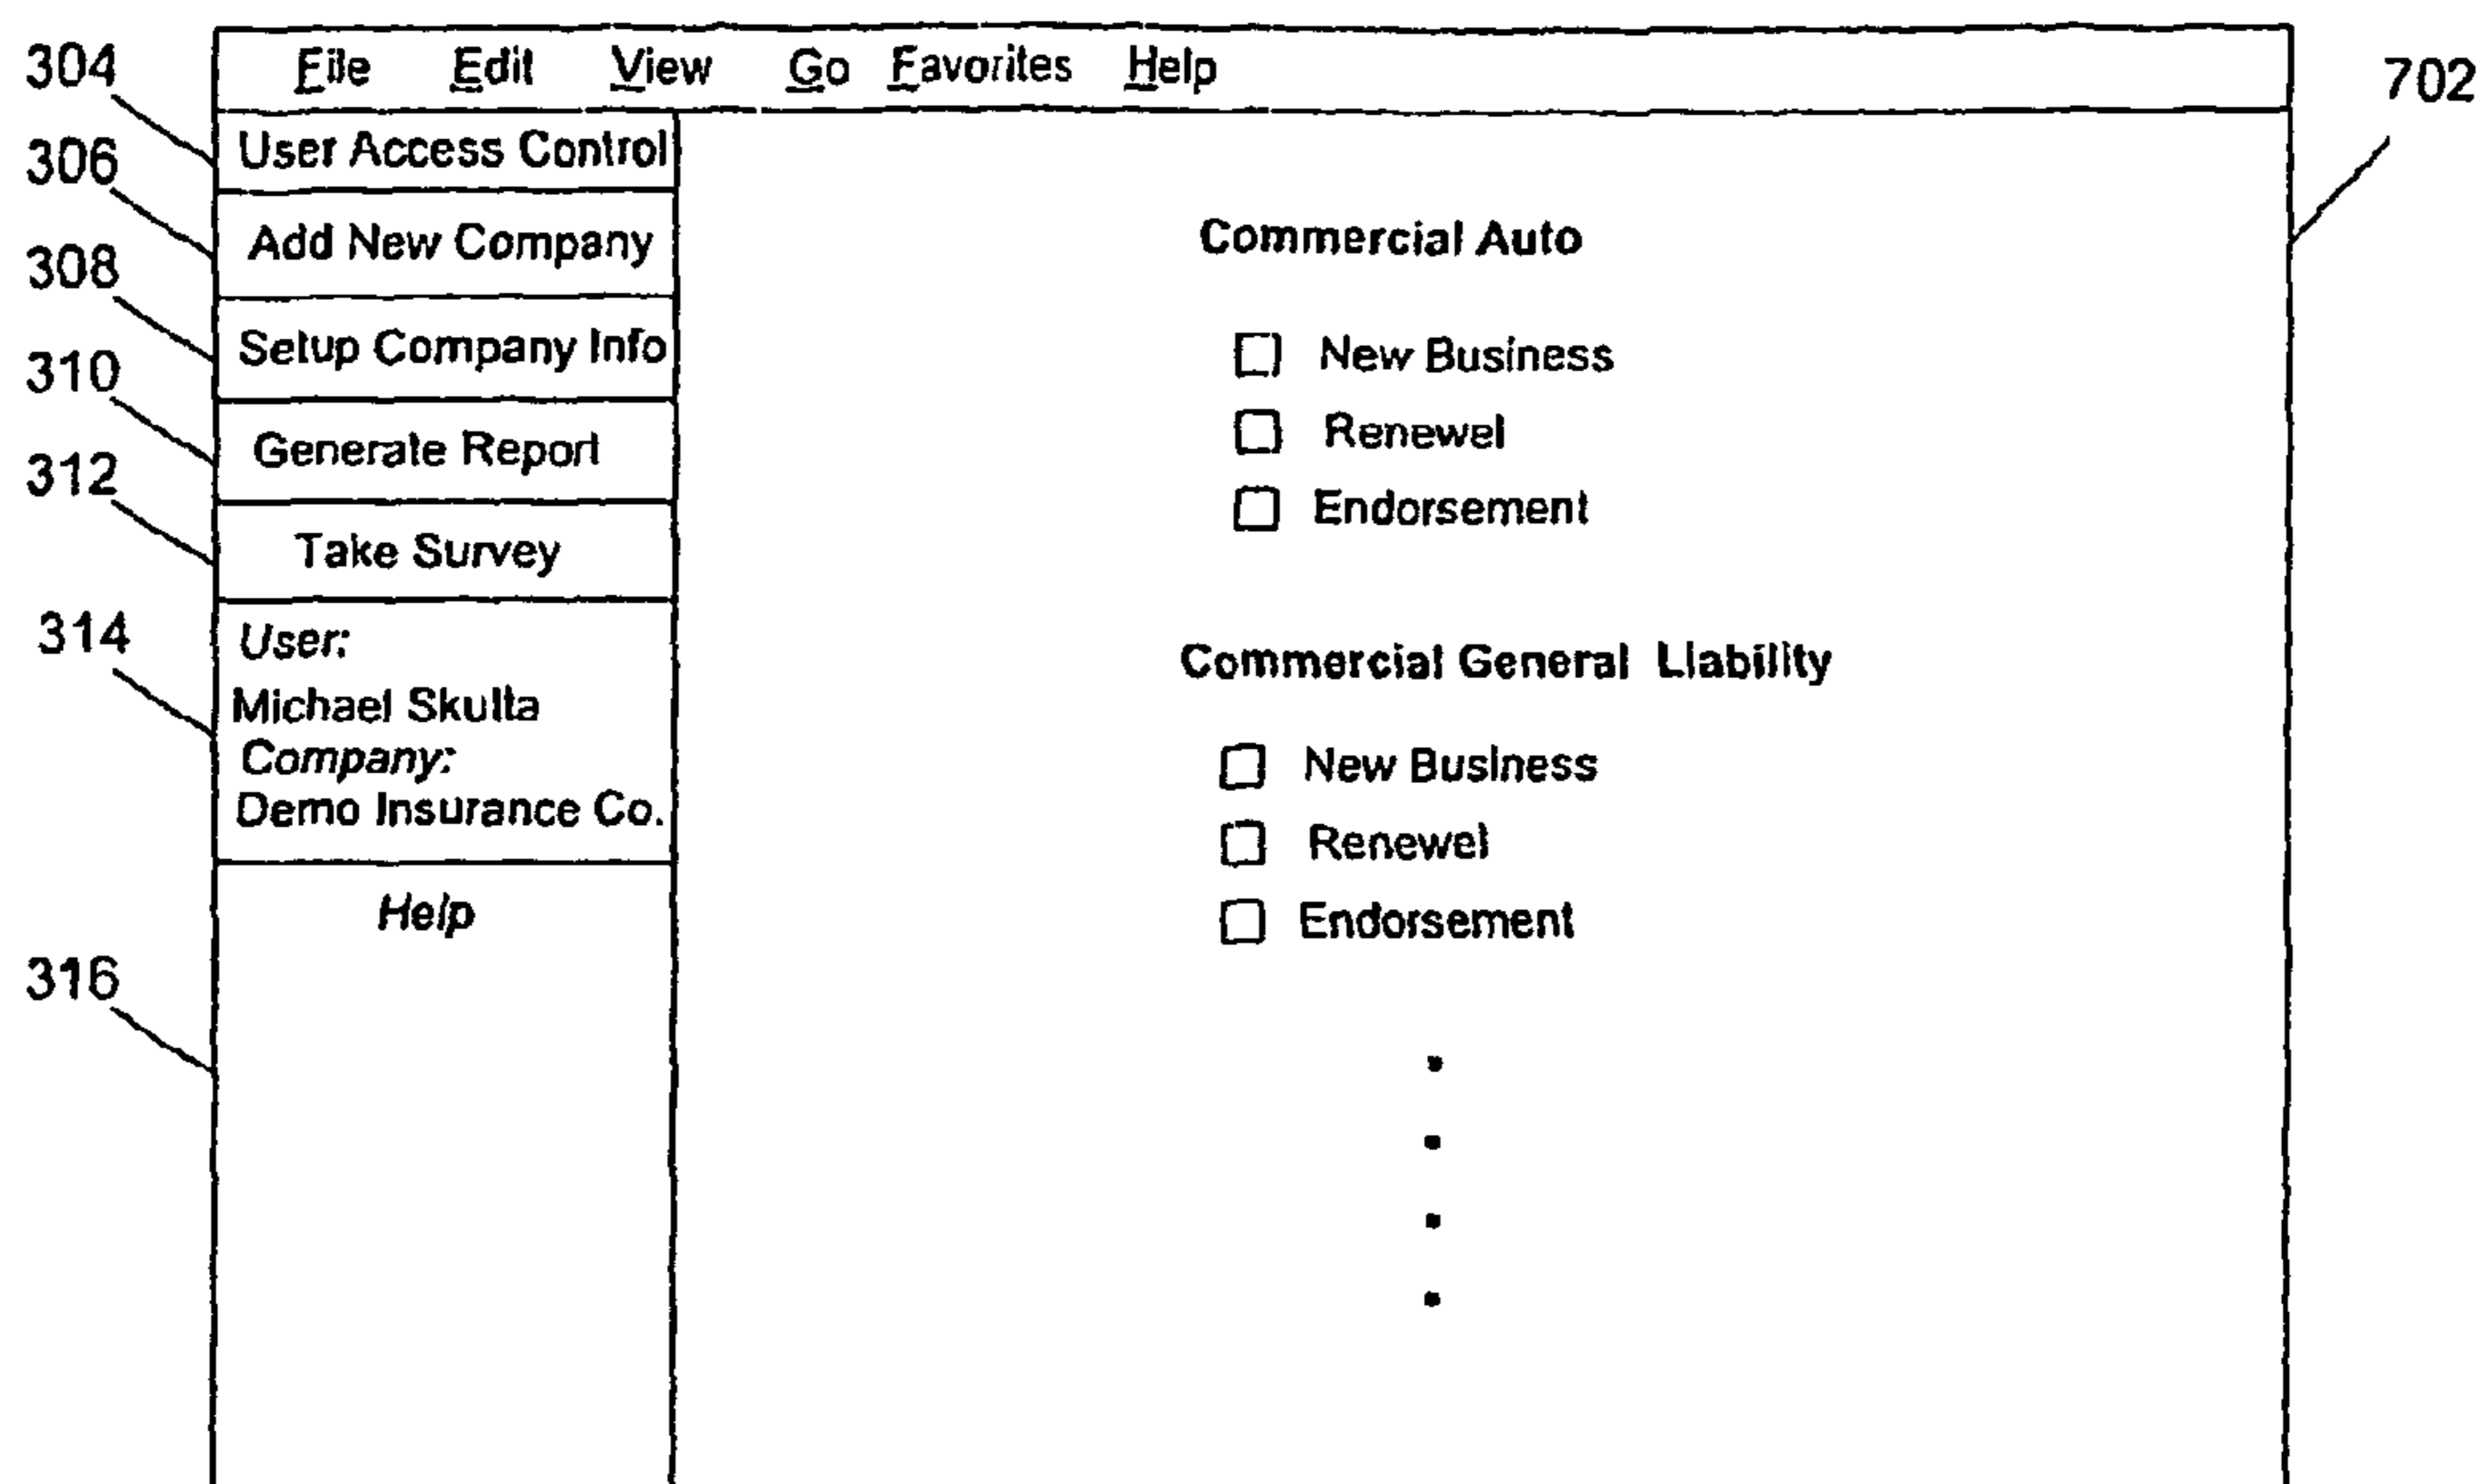 File Edit View Go Favorites Help
304
702
User Access Control
306
Add New Company
308
Setup Company Info
310
Generate Report
312
Take Survey
314
User:
Michael Skulta
Company:
Demo Insurance Co.
Help
316
Commercial Auto
New Business
Renewel
Endorsement
Commercial General Liability
New Business
Renewel
Endorsement